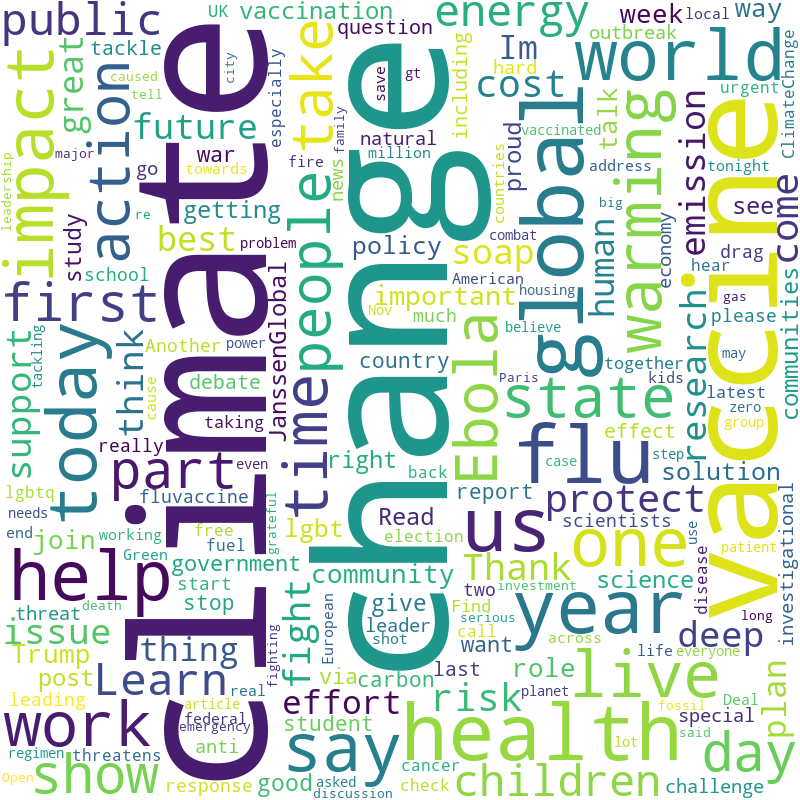 public
UK
vaccination
energy
week
local
way
tackle
question
outbreak
Im
hard
cost
world
urgent
ClimateChange
impact
great
caused
tell
action
climate
city
especially
take
save
gt
change
including
natural
million
proud
vaccinated
global
talk
warming
emission
vaccine
tonight
come
future
war
fire
family
news
countries
address
big
human
economy
see
drag
hear
leadership
major
re
go
towards
study
getting
people
policy
soap
combat
American
important
housing
gas
please
school
best
problem
JanssenGlobal
Nov
much
believe
research
communities
first
today
think
Another
power
country
Ebola
together
may
support
tackling
cause
debate
time
Paris
state
kids
latest
zero
group
taking
really
even
right
back
flu
effect
step
case
solution
lgbtq
part
fluvaccine
report
protect
investigational
needs
free
grateful
lgbt
Read
election
us
scientists
use
patient
end
working
join
Green
fuel
government
one
help
start
community
Thank
science
disease
threat
death
stop
fight
European
give
two
investment
year
long
issue
leader
Find
serious
deep
thing
shot
call
want
across
life
everyone
Trump
fighting
via
last
role
planet
live
plan
post
Learn
real
carbon
leading
article
effort
risk
fossil
Deal
special
work
federal
student
said
emergency
anti
say
health
day
regimen
threatens
cancer
lot
Open
show
response
good
asked
check
children
challenge
discussion